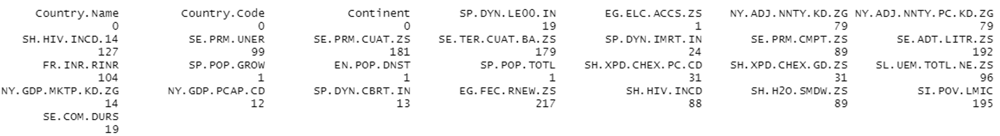 Country.Name Country.Code Continent SP.DYN.LE00.IN EG.ELC.ACCS.ZS NY.ADJ.NNTY.KD.ZG NY.ADJ.NNTY.PC.KD.ZG
0 0 0 19 1 79 79
SH.HIV.INCD.14 SE.PRM.UNER SE.PRM.CUAT.ZS SE.TER.CUAT.BA.ZS SP.DYN.IMRT.IN SE.PRM.CMPT.ZS SE.ADT.LITR.ZS
127 99 181 179 24 89 192
FR.INR.RINR SP.POP.GROW EN.POP.DNST SP.POP.TOTL SH.XPD.CHEX.PC.CD SH.XPD.CHEX.GD.ZS SL.UEM.TOTL.NE.ZS
104 1 1 1 31 31 96
NY.GDP.MKTP.KD.ZG NY.GDP.PCAP.CD SP.DYN.CBRT.IN EG.FEC.RNEW.ZS SH.HIV.INCD SH.H2O.SMDW.ZS SI.POV.LMIC
14 12 13 217 88 89 195
SE.COM.DURS
19